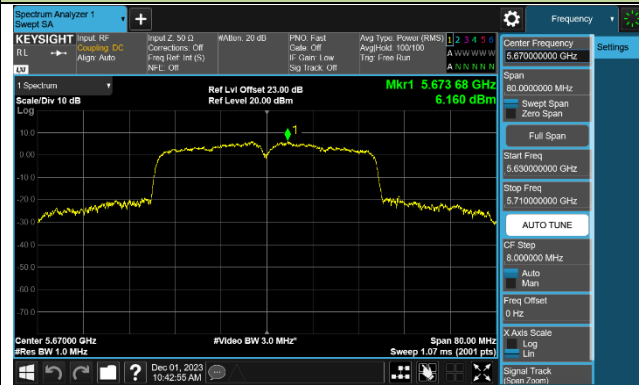 Spectrum Analyzer 1
Swept SA
Frequency
KEYSIGHT
RL
Input: RF
Coupling: DC
Align: Auto
Input Z: 50 Ω
Corrections: Off
Freq Ref: Int (S)
NFE: Off
#Atten: 20 dB
PNO: Fast
Gate: Off
IF Gain: Low
Sig Track: Off
Avg Type: Power (RMS)
Avg|Hold: 100/100
Trig: Free Run
1 2 3 4 5 6
A W W W W W
A N N N N N
1 Spectrum
Scale/Div 10 dB
Log
Ref Lvl Offset 23.00 dB
Ref Level 20.00 dBm
Mkr1 5.673 68 GHz
6.160 dBm
1
10.0
0.00
-10.0
-20.0
-30.0
-40.0
-50.0
-60.0
-70.0
Center 5.67000 GHz
#Res BW 1.0 MHz
#Video BW 3.0 MHz*
Span 80.00 MHz
Sweep 1.07 ms (2001 pts)
Dec 01, 2023
10:42:55 AM
Center Frequency
5.670000000 GHz
Settings
Span
80.0000000 MHz
Swept Span
Zero Span
Full Span
Start Freq
5.630000000 GHz
Stop Freq
5.710000000 GHz
AUTO TUNE
CF Step
8.000000 MHz
Auto
Man
Freq Offset
0 Hz
X Axis Scale
Log
Lin
Signal Track
(Span Zoom)